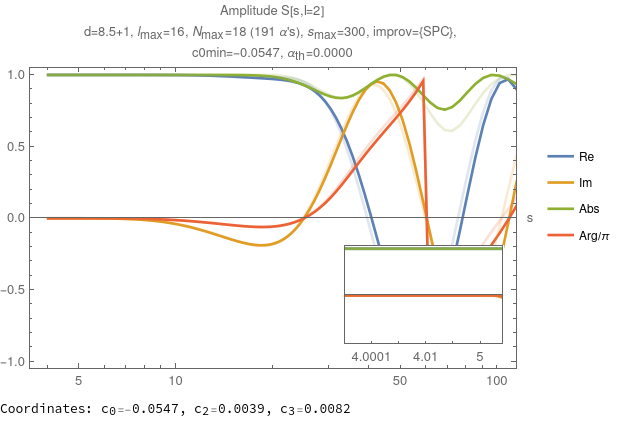 Amplitude S[s,l=2]
d=8.5+1, lmax=16, Nmax=18 (191 α's), smax=300, improv={SPC},
c0min=-0.0547, αth=0.0000
1.0
0.5
0.0
-0.5
-1.0
s
5
10
50
100
4.0001
4.01
5
Re
Im
Abs
Arg/π
Coordinates: c0=-0.0547, c2=0.0039, c3=0.0082